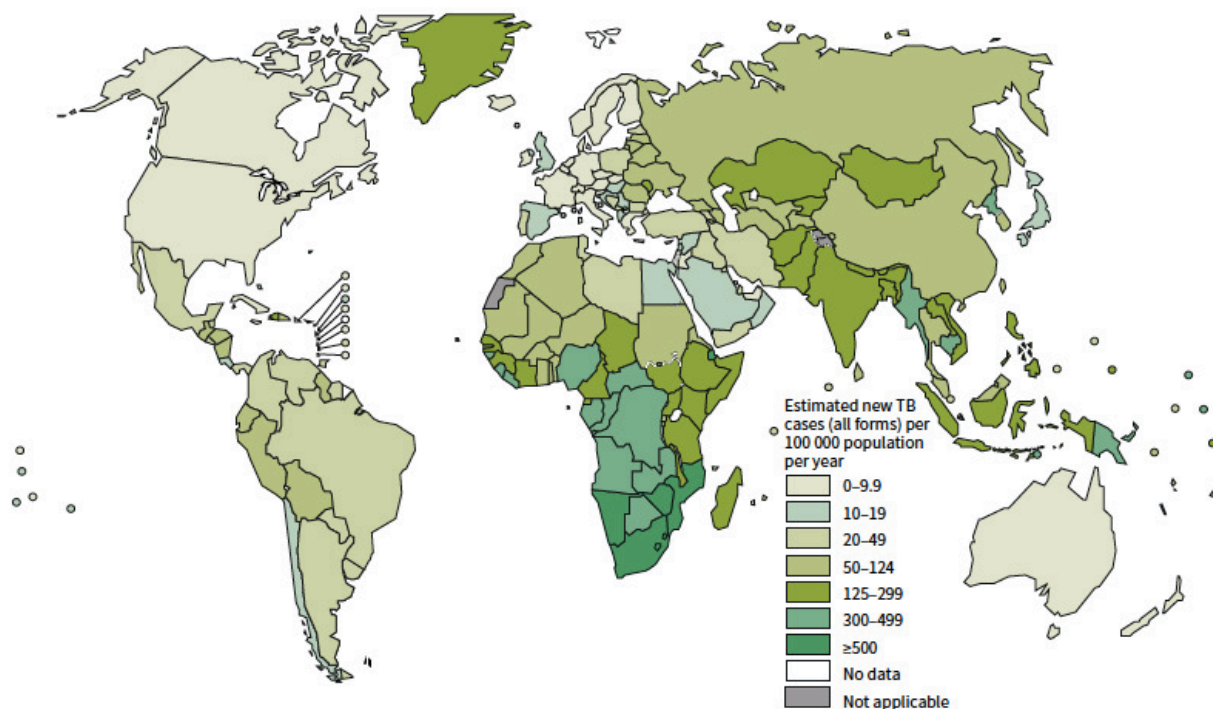 Estimated new TB
cases (all forms) per
100 000 population
per year
0–9.9
10–19
20–49
50–124
125–299
300–499
≥500
No data
Not applicable